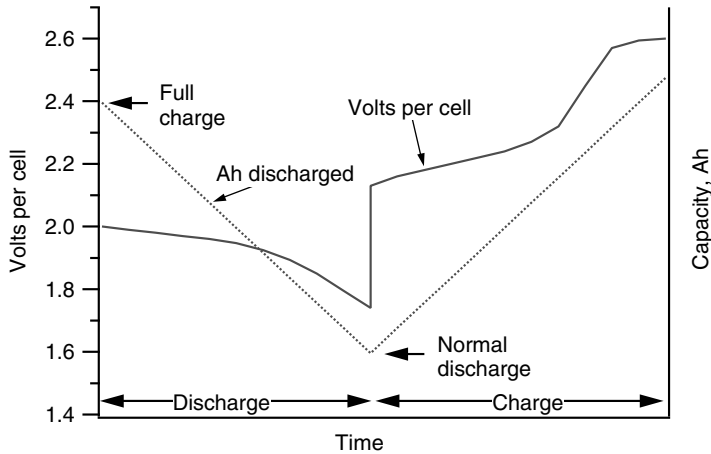 2.6
2.4
2.2
2.0
1.8
1.6
1.4
Volts per cell
Full
charge
Ah discharged
Volts per cell
Normal
discharge
Discharge
Charge
Time
Capacity, Ah